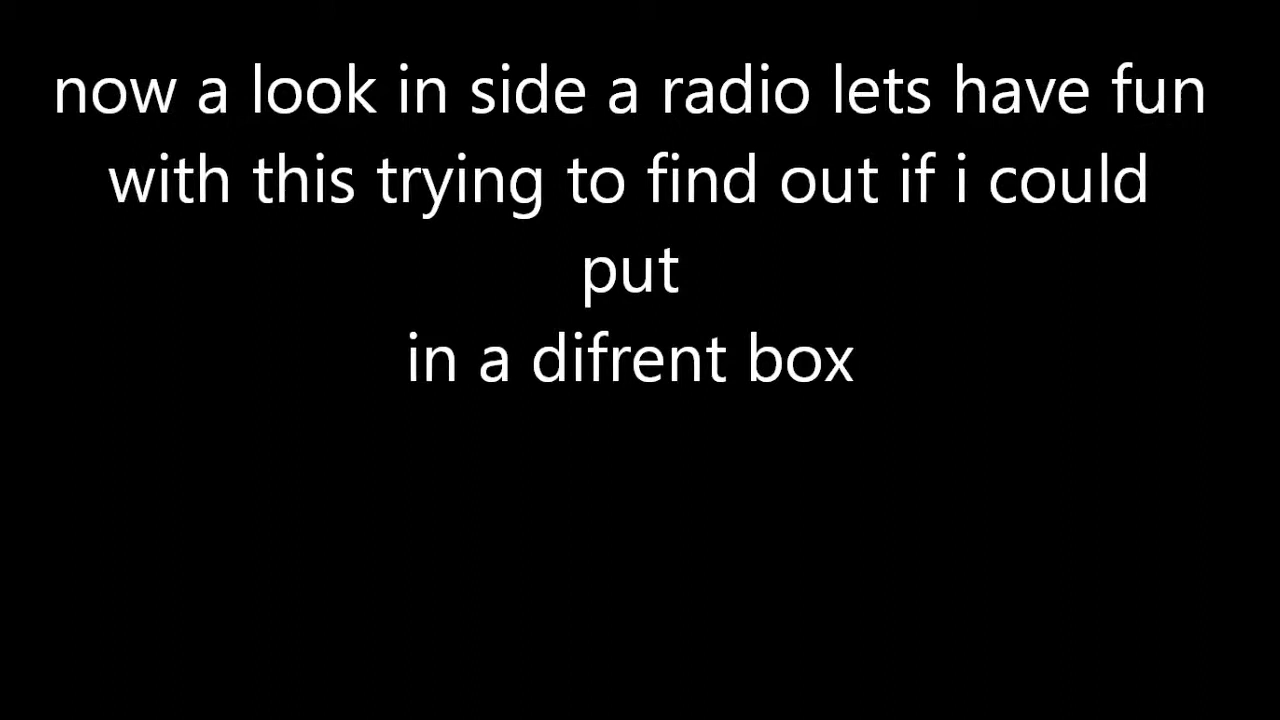 now a look in side a radio lets have fun
with this trying to find out if i could
put
in a difrent box